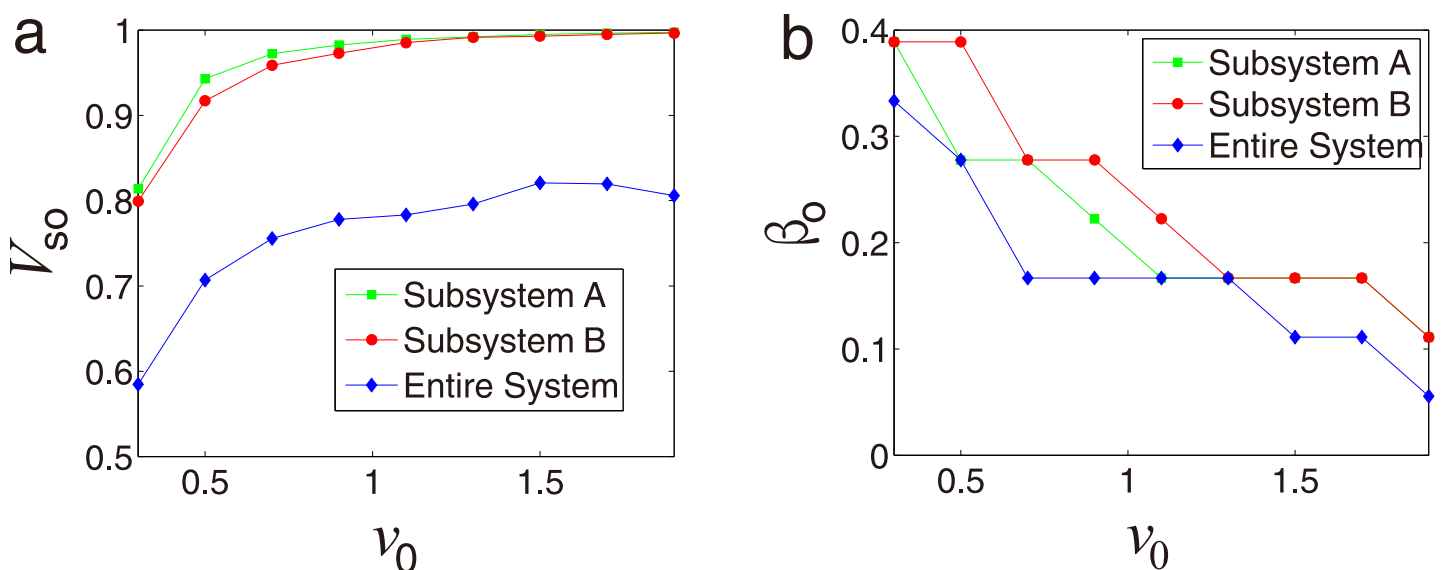 a
1
0.9
0.8
0.7
0.6
0.5
V_so
0.5 1 1.5
ν_0
Subsystem A
Subsystem B
Entire System
b
0.4
0.3
0.2
0.1
0
β_o
0.5 1 1.5
ν_0
Subsystem A
Subsystem B
Entire System